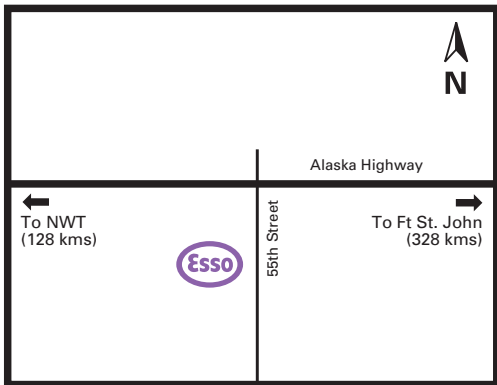 N
Alaska Highway
To NWT
(128 kms)
To Ft St. John
(328 kms)
55th Street
Esso